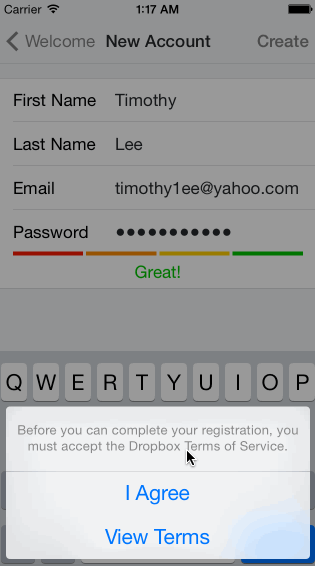 Carrier 1:17 AM
Welcome New Account Create
First Name Timothy
Last Name Lee
Email timothy1ee@yahoo.com
Password ●●●●●●●●●●●
Great!
Q W E R T Y U I O P
Before you can complete your registration, you
must accept the Dropbox Terms of Service.
I Agree
View Terms